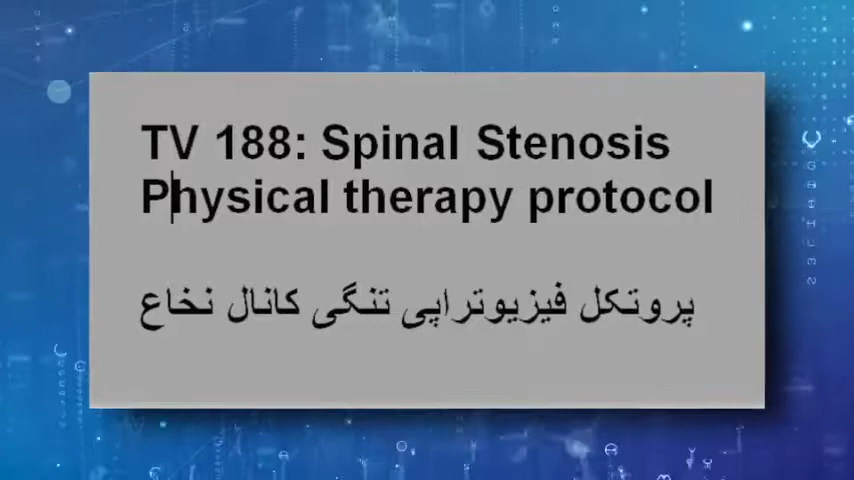 TV 188: Spinal Stenosis
Physical therapy protocol
پروتکل فیزیوتراپی تنگی کانال نخاع